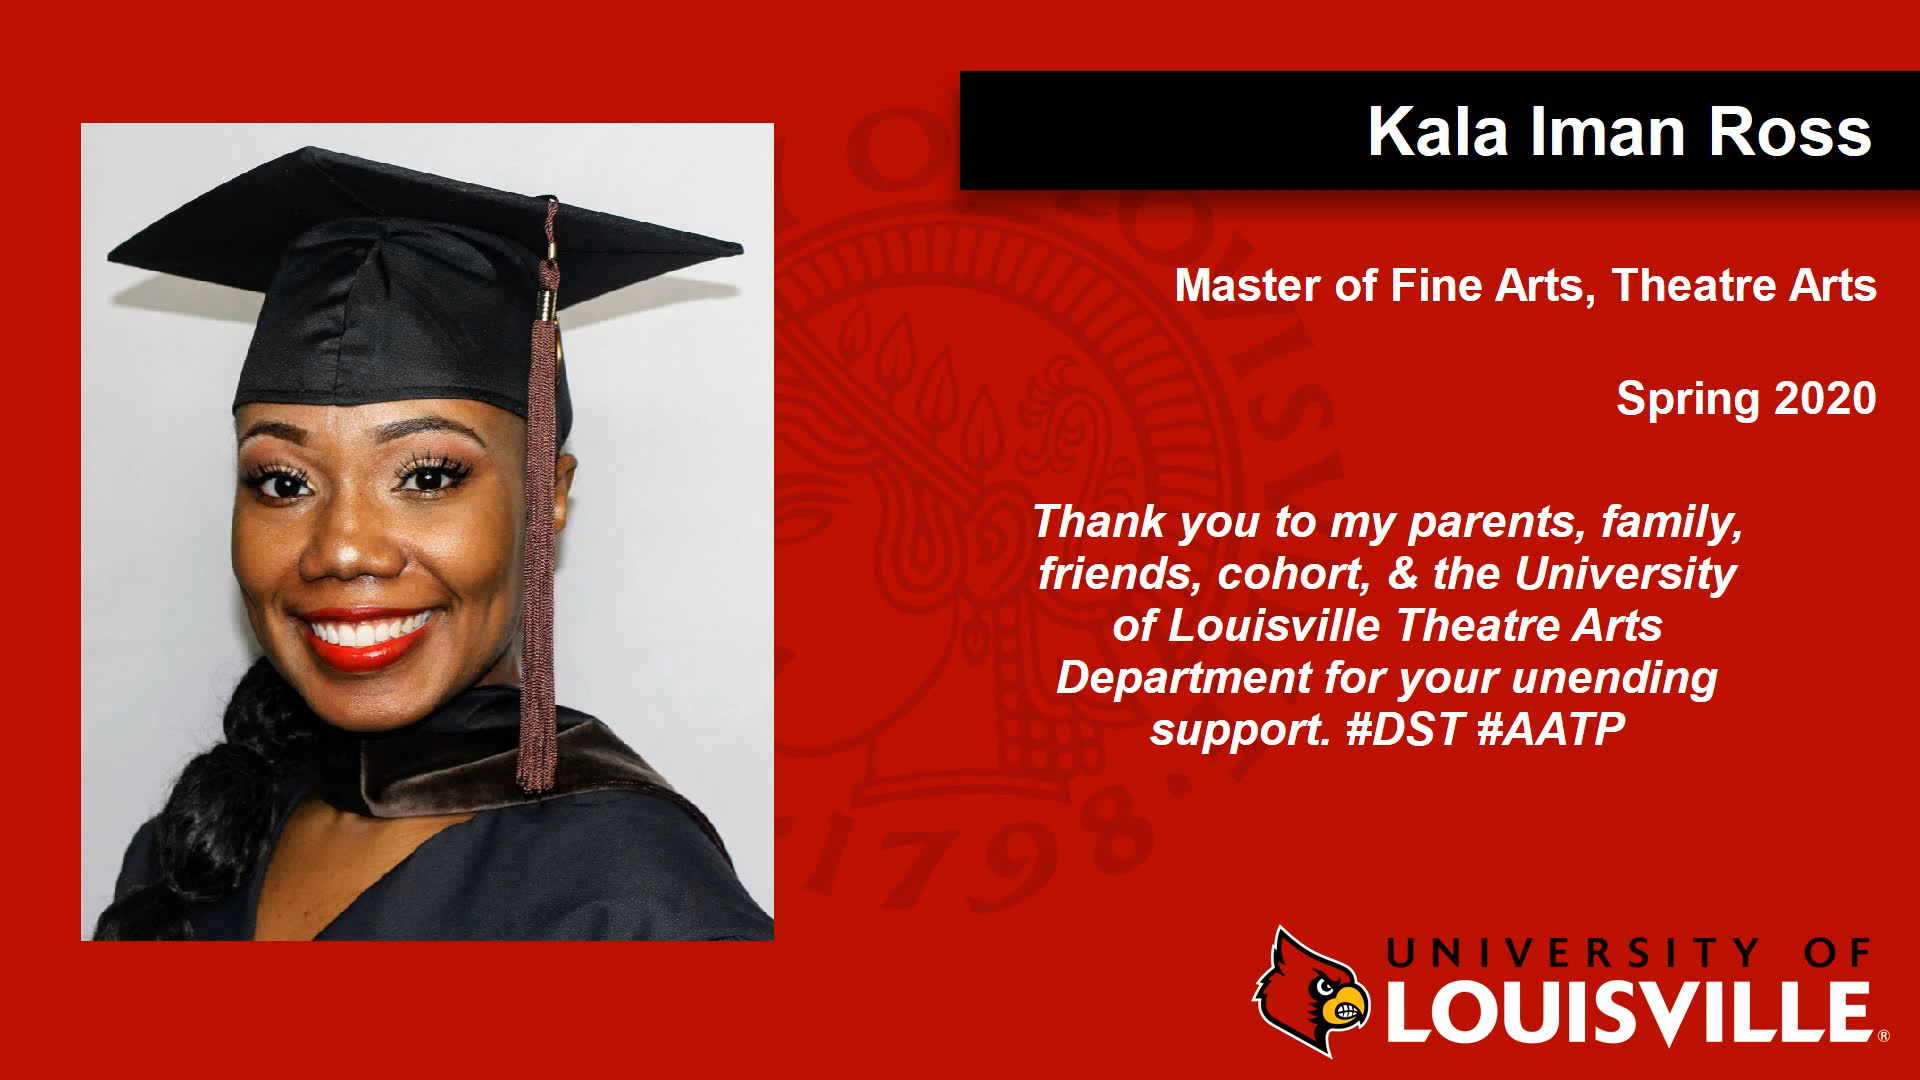 Kala Iman Ross
Master of Fine Arts, Theatre Arts
Spring 2020
Thank you to my parents, family,
friends, cohort, & the University
of Louisville Theatre Arts
Department for your unending
support. #DST #AATP
1798
UNIVERSITY OF
LOUISVILLE®